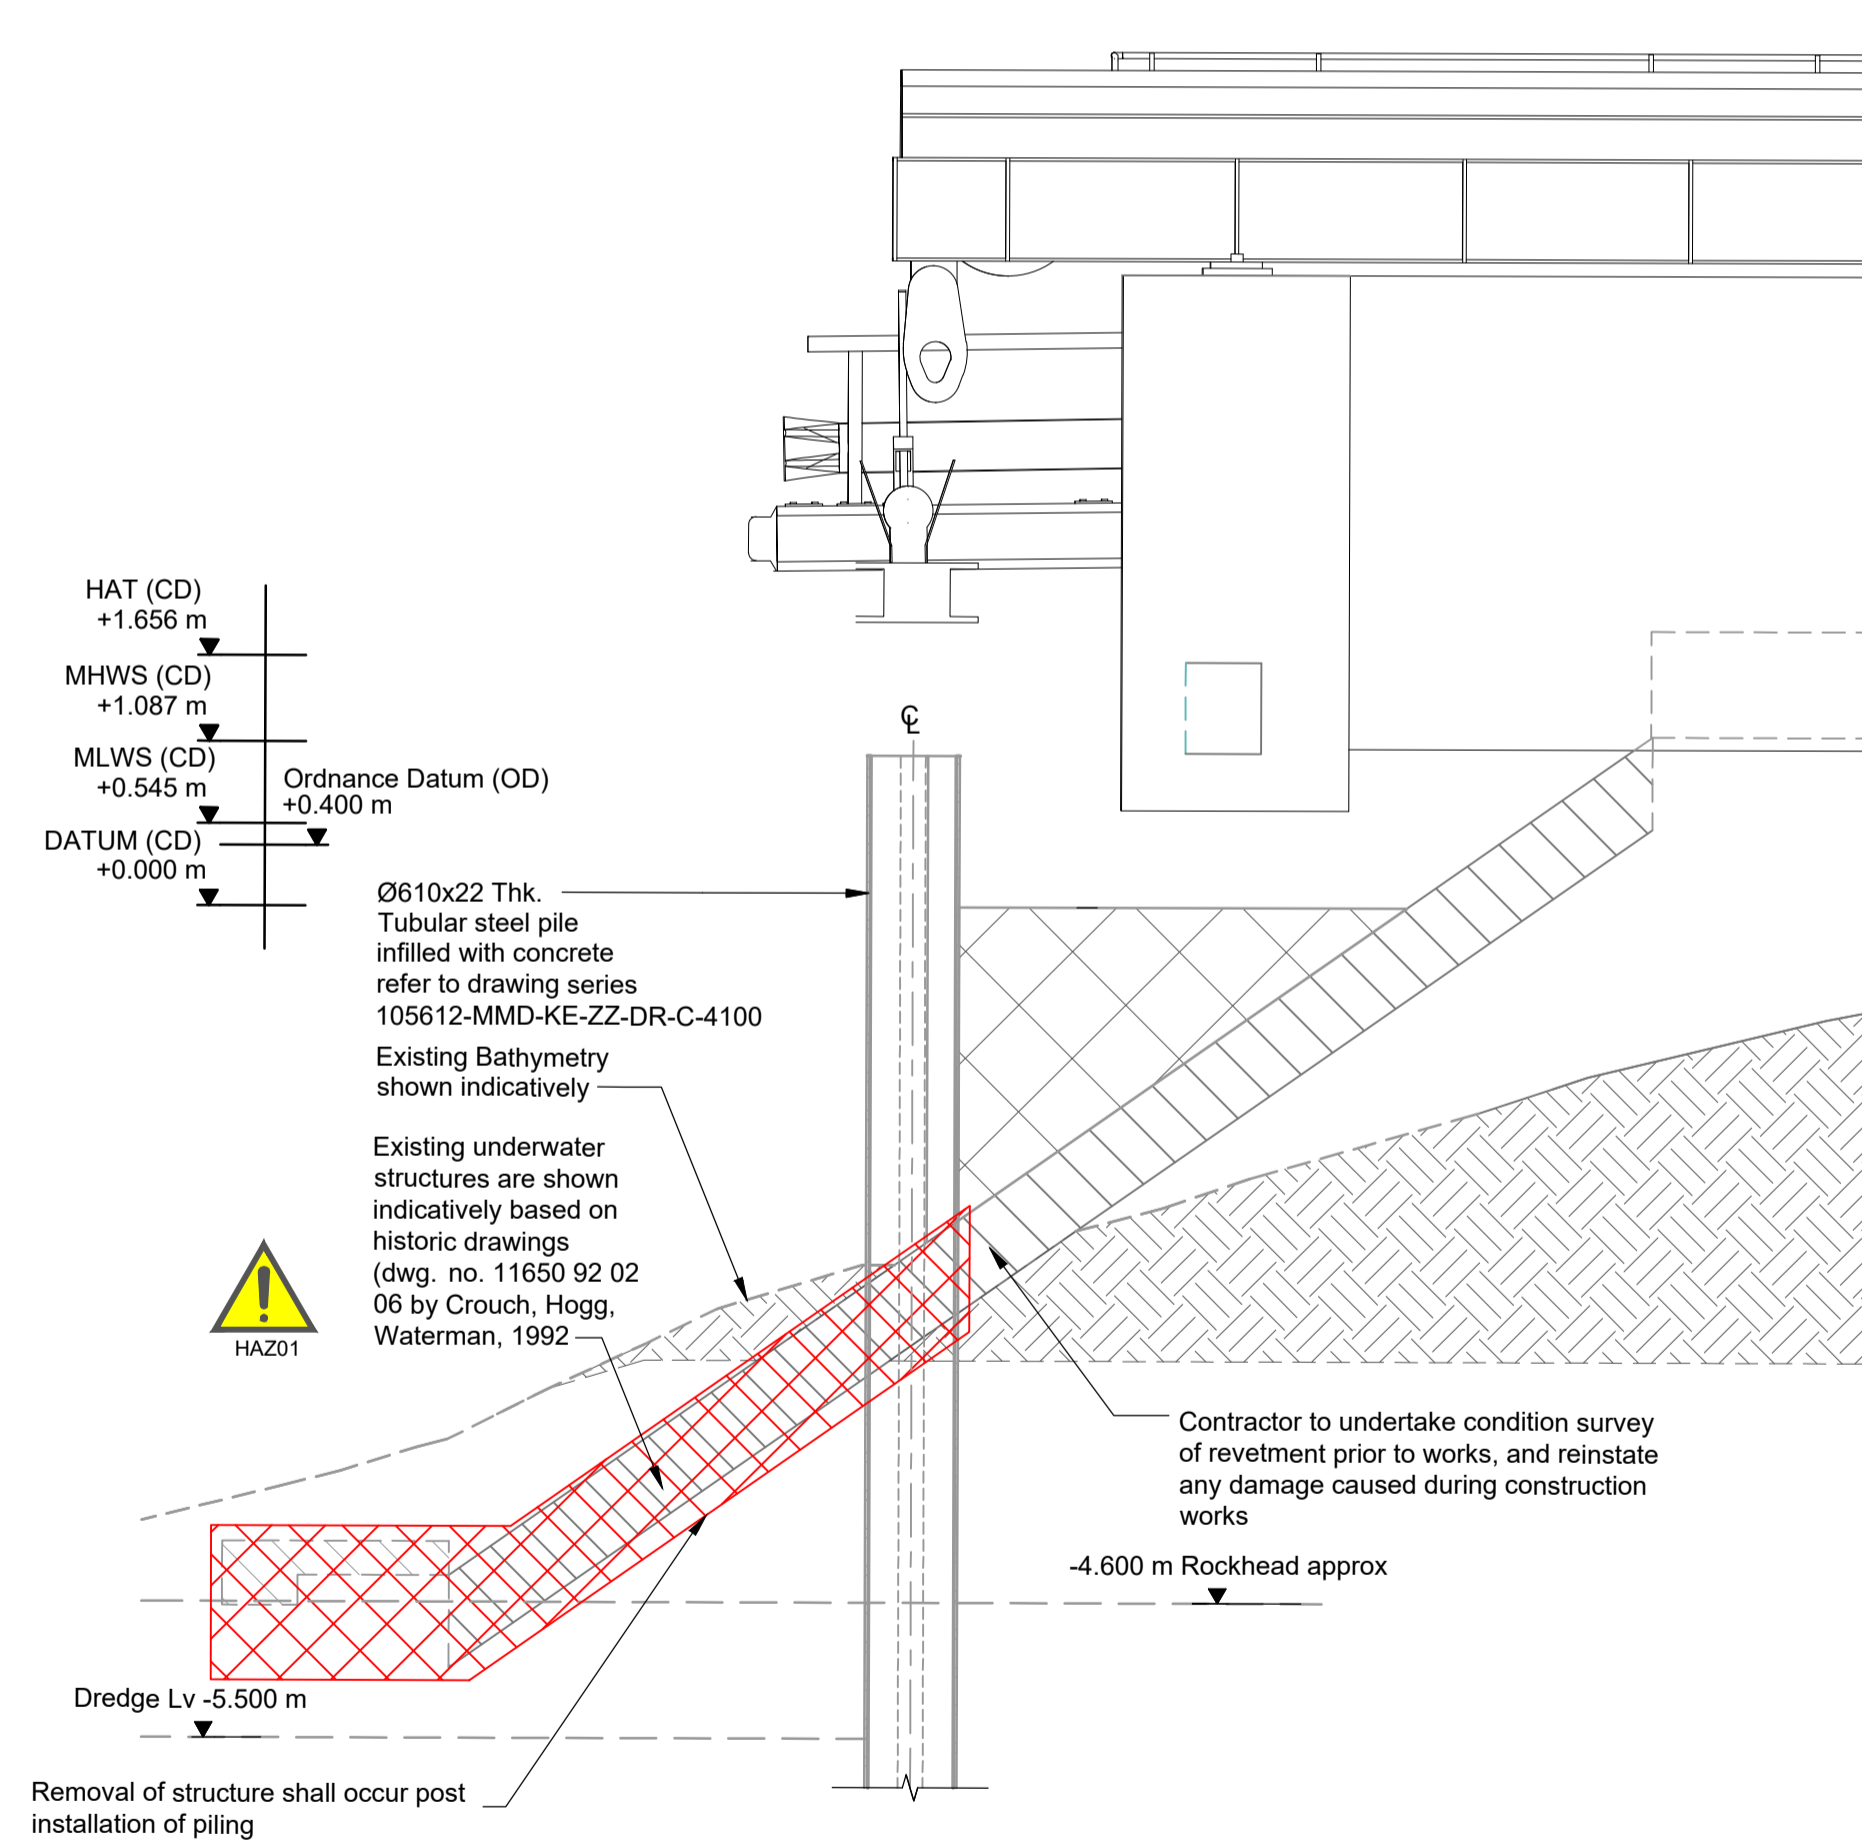 HAT (CD)
+1.656 m
MHWS (CD)
+1.087 m
MLWS (CD)
+0.545 m
Ordnance Datum (OD)
+0.400 m
DATUM (CD)
+0.000 m
℄
Ø610x22 Thk.
Tubular steel pile
infilled with concrete
refer to drawing series
105612-MMD-KE-ZZ-DR-C-4100
Existing Bathymetry
shown indicatively
Existing underwater
structures are shown
indicatively based on
historic drawings
(dwg. no. 11650 92 02
06 by Crouch, Hogg,
Waterman, 1992
HAZ01
Contractor to undertake condition survey
of revetment prior to works, and reinstate
any damage caused during construction
works
-4.600 m Rockhead approx
Dredge Lv -5.500 m
Removal of structure shall occur post
installation of piling